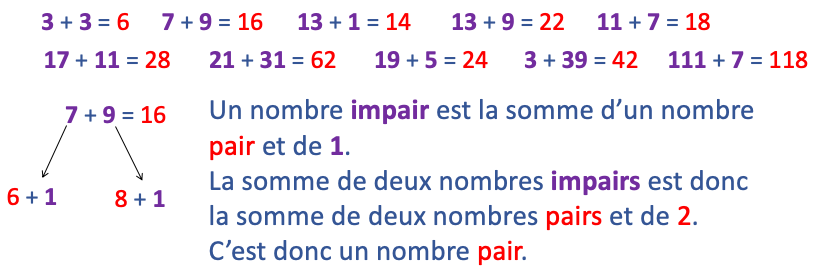 3 + 3 = 6 7 + 9 = 16 13 + 1 = 14 13 + 9 = 22 11 + 7 = 18
17 + 11 = 28 21 + 31 = 62 19 + 5 = 24 3 + 39 = 42 111 + 7 = 118
7 + 9 = 16
6 + 1 8 + 1
Un nombre impair est la somme d’un nombre
pair et de 1.
La somme de deux nombres impairs est donc
la somme de deux nombres pairs et de 2.
C’est donc un nombre pair.